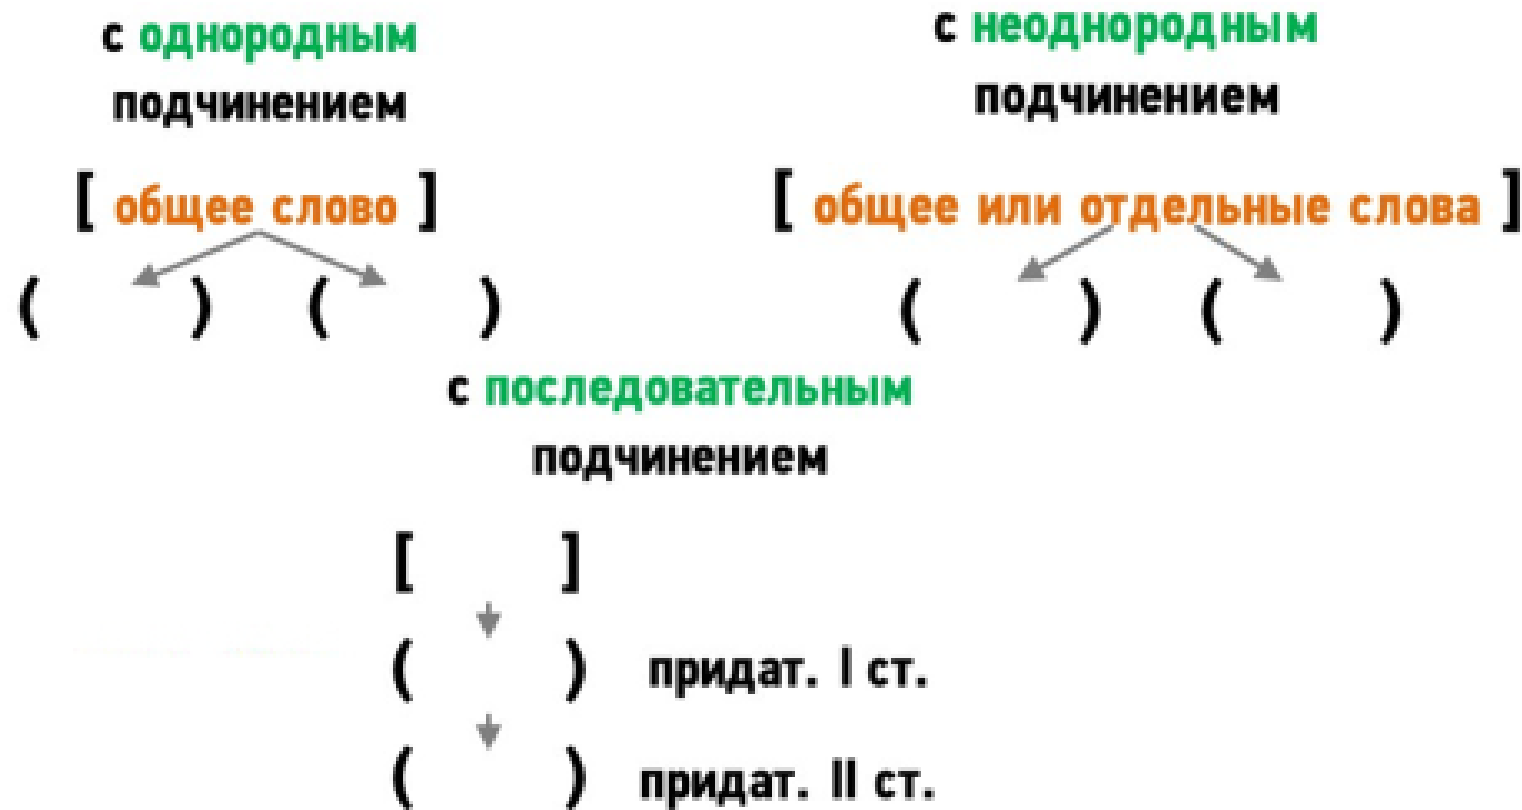 с однородным
подчинением
[ общее слово ]
( ) ( )
с неоднородным
подчинением
[ общее или отдельные слова ]
( ) ( )
с последовательным
подчинением
[ ]
( ) придат. I ст.
( ) придат. II ст.